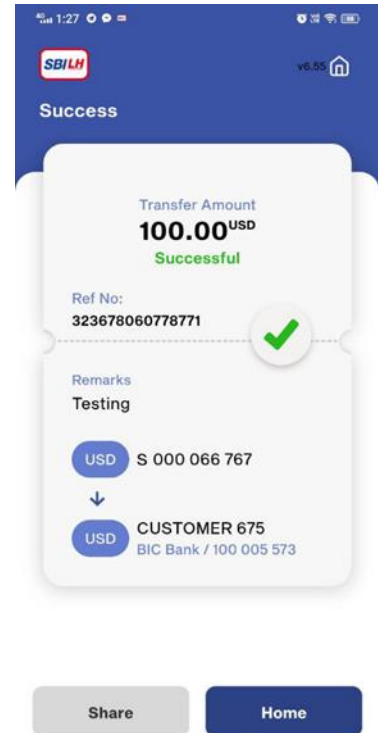 1:27
SBILH
v6.55
Success
Transfer Amount
100.00USD
Successful
Ref No:
323678060778771
Remarks
Testing
USD S 000 066 767
USD CUSTOMER 675
BIC Bank / 100 005 573
Share Home